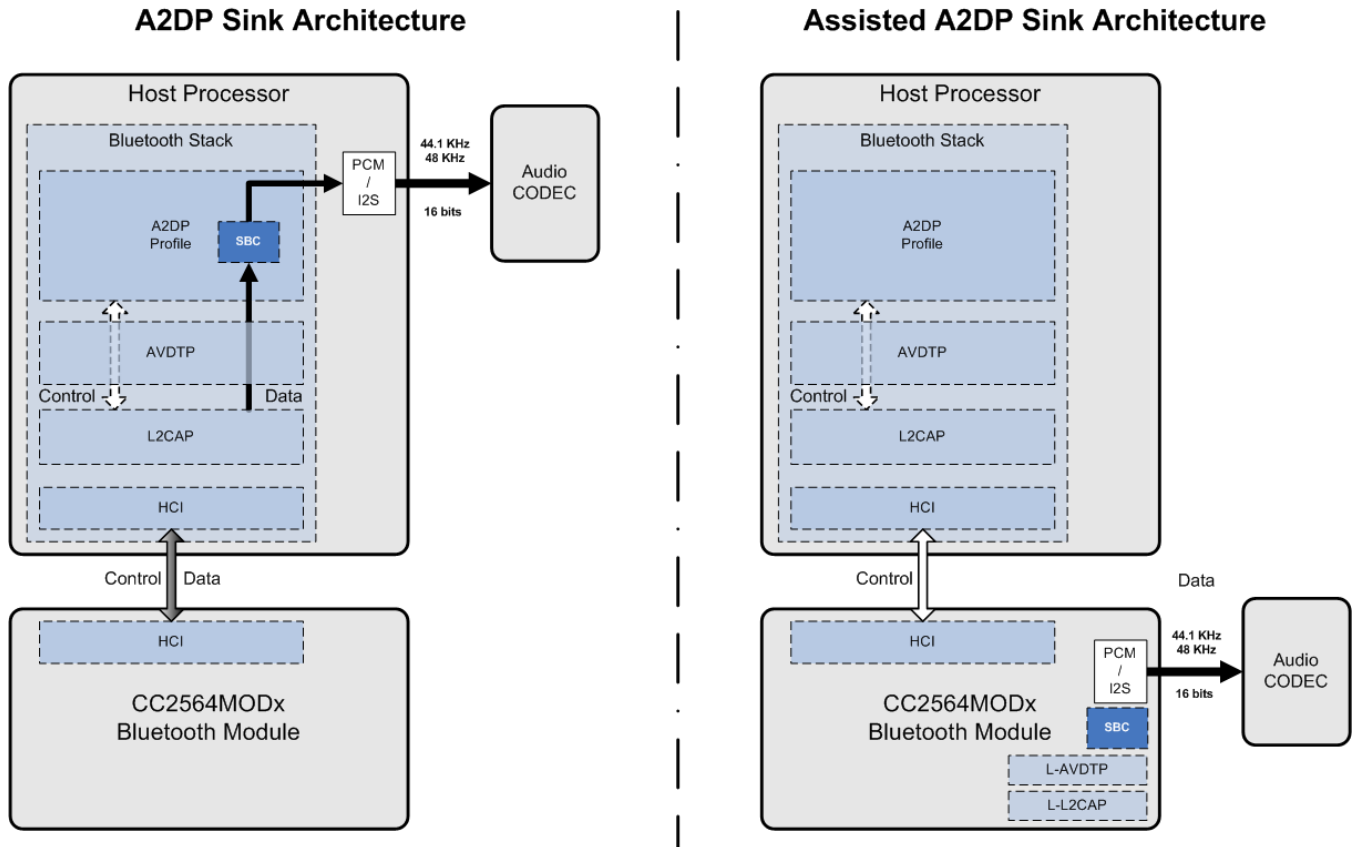 A2DP Sink Architecture
Host Processor
Bluetooth Stack
A2DP
Profile
SBC
PCM
/
I2S
44.1 KHz
48 KHz
16 bits
Audio
CODEC
AVDTP
Control
Data
L2CAP
HCI
Control
Data
HCI
CC2564MODx
Bluetooth Module
Assisted A2DP Sink Architecture
Host Processor
Bluetooth Stack
A2DP
Profile
AVDTP
Control
L2CAP
HCI
Control
Data
HCI
PCM
/
I2S
44.1 KHz
48 KHz
16 bits
Audio
CODEC
CC2564MODx
Bluetooth Module
SBC
L-AVDTP
L-L2CAP